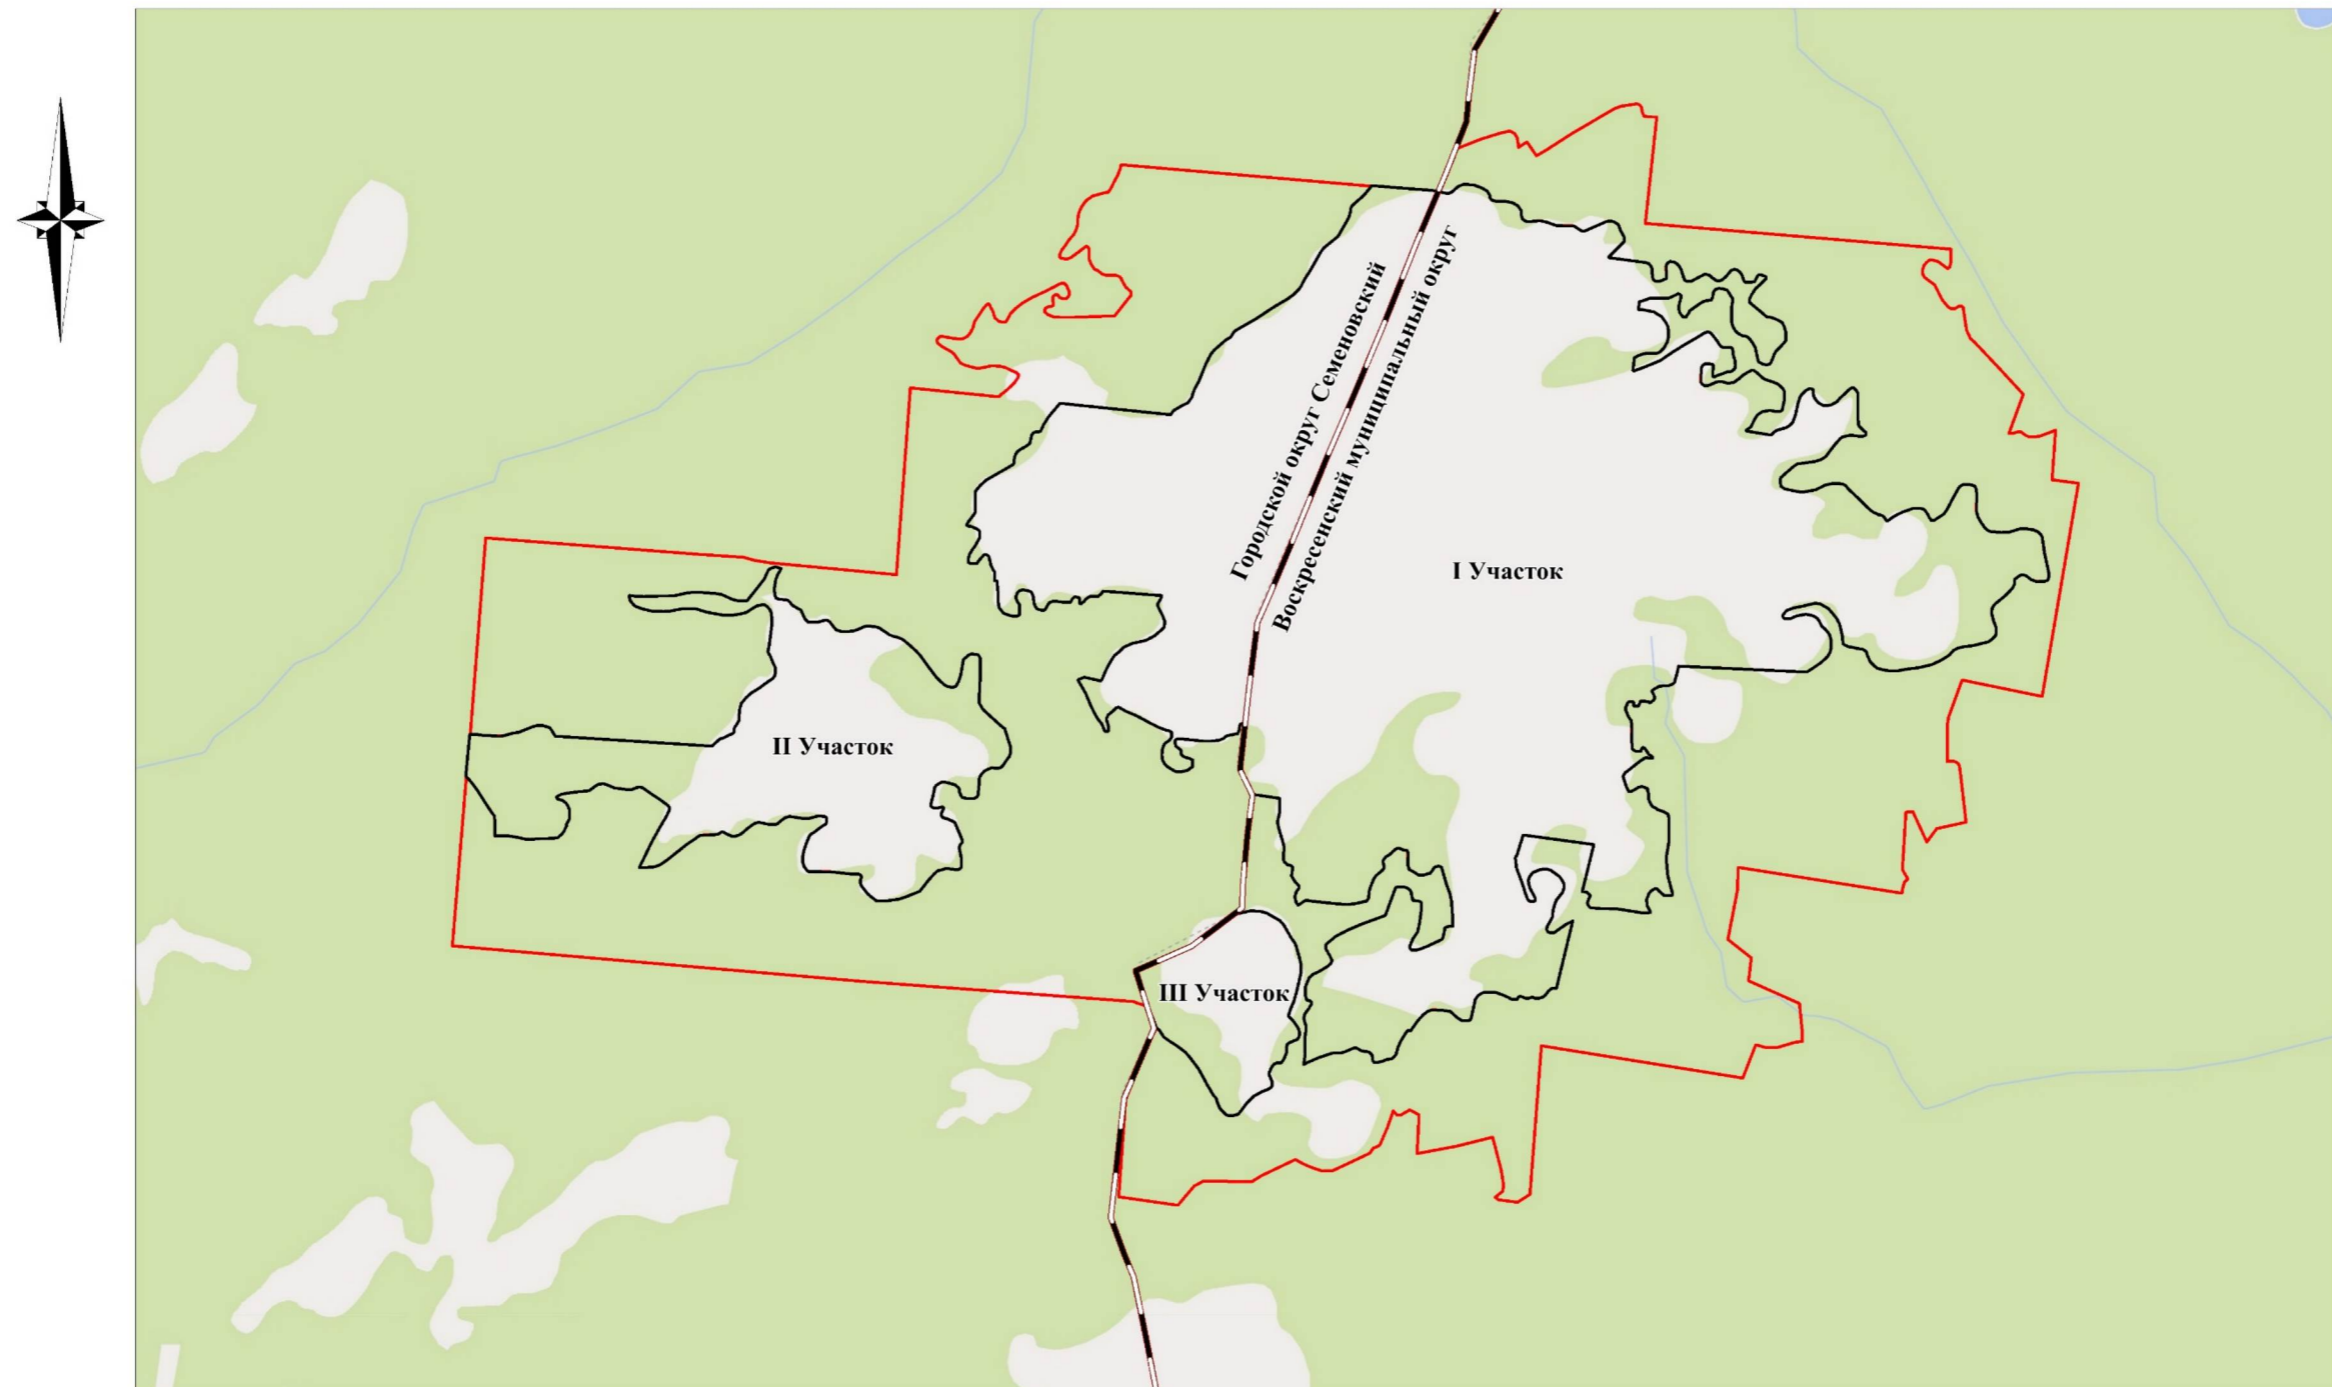 Городской округ Семеновский
Воскресенский муниципальный округ
I Участок
II Участок
III Участок